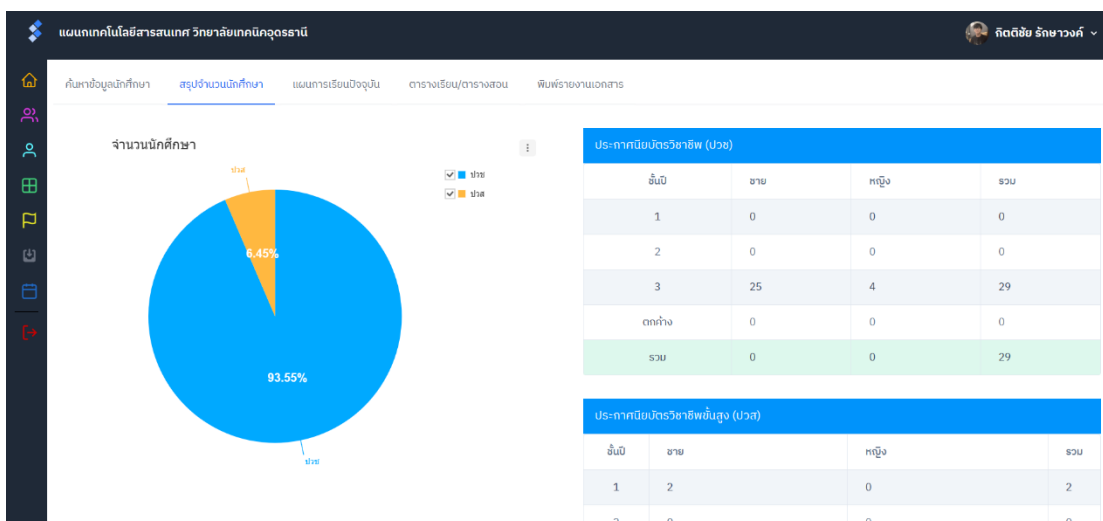 แผนกเทคโนโลยีสารสนเทศ วิทยาลัยเทคนิคอุดรธานี
กิตติชัย รักษาวงค์
ค้นหาข้อมูลนักศึกษา สรุปจำนวนนักศึกษา แผนการเรียนปัจจุบัน ตารางเรียน/ตารางสอน พิมพ์รายงานเอกสาร
จำนวนนักศึกษา
ปวช
ปวส
ปวส
6.45%
93.55%
ปวช
ประกาศนียบัตรวิชาชีพ (ปวช)
ชั้นปี ชาย หญิง รวม
1 0 0 0
2 0 0 0
3 25 4 29
ตกค้าง 0 0 0
รวม 0 0 29
ประกาศนียบัตรวิชาชีพชั้นสูง (ปวส)
ชั้นปี ชาย หญิง รวม
1 2 0 2